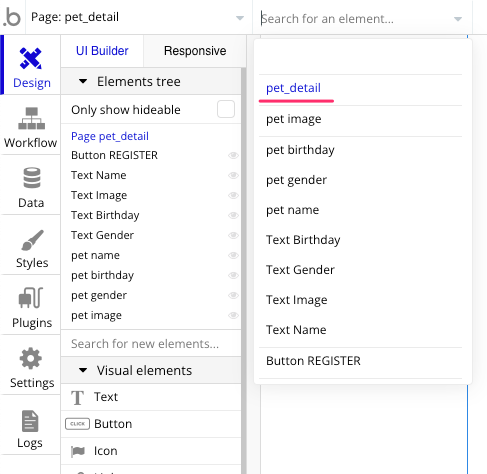 .b
Page: pet_detail
Search for an element...
UI Builder
Responsive
Design
Workflow
Data
Styles
Plugins
Settings
Logs
Elements tree
Only show hideable
Page pet_detail
Button REGISTER
Text Name
Text Image
Text Birthday
Text Gender
pet name
pet birthday
pet gender
pet image
Search for new elements...
Visual elements
T Text
CLICK Button
Icon
pet_detail
pet image
pet birthday
pet gender
pet name
Text Birthday
Text Gender
Text Image
Text Name
Button REGISTER